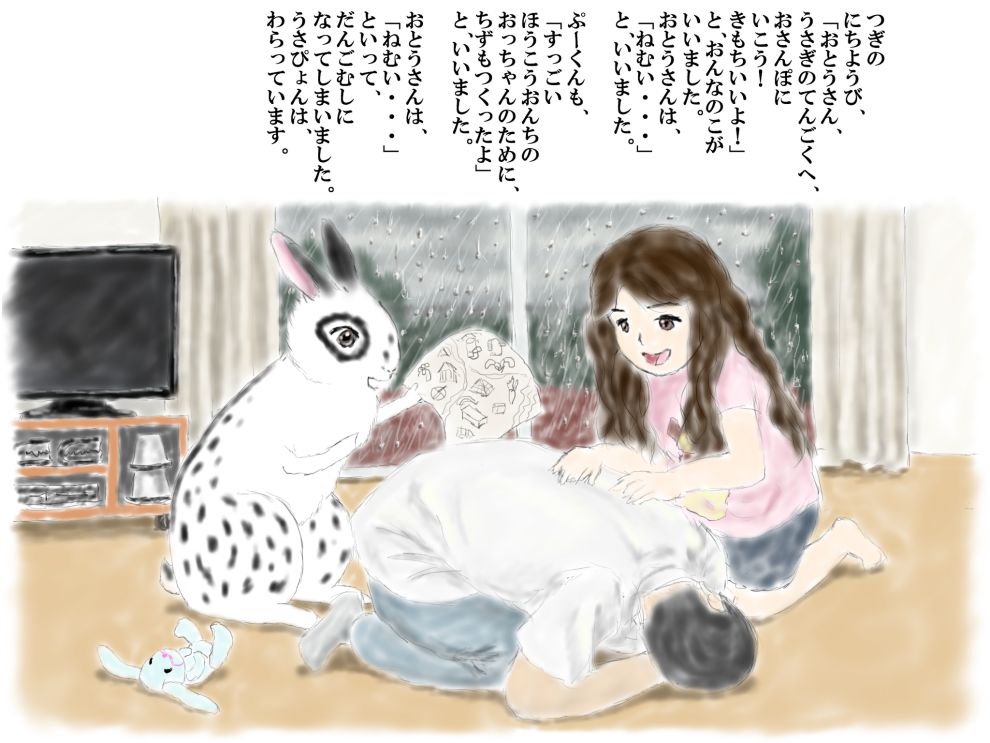 つぎの
にちようび、
「おとうさん、
うさぎのてんごくへ、
おさんぽに
いこう！
きもちいいよ！」
と、おんなのこが
いいました。
おとうさんは、
「ねむい・・・」
と、いいました。
ぷーくんも、
「すっごい
ほうこうおんちの
おっちゃんのために、
ちずもつくったよ」
と、いいました。
おとうさんは、
「ねむい・・・」
といって、
だんごむしに
なってしまいました。
うさぴょんは、
わらっています。